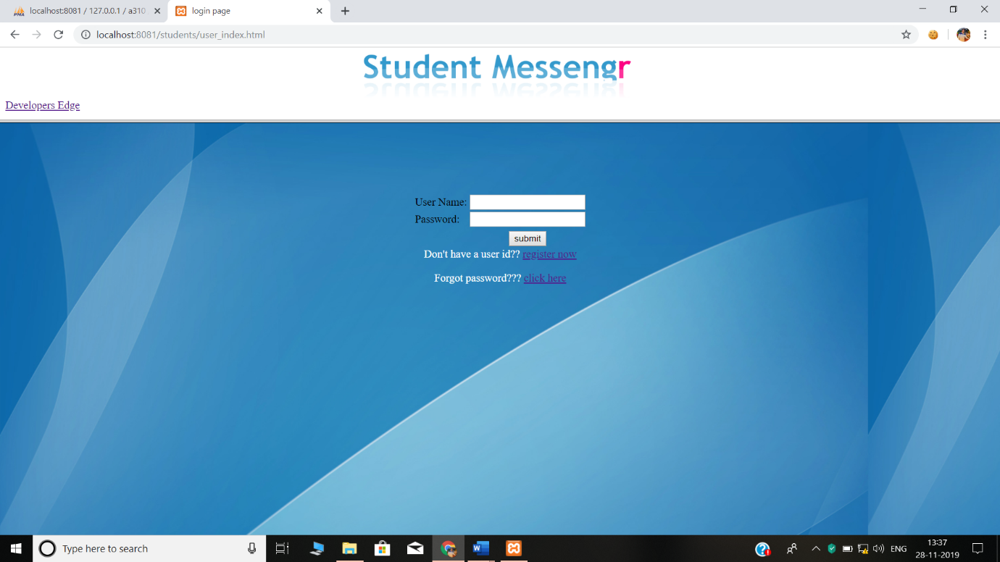 localhost:8081 / 127.0.0.1 / a310
login page
localhost:8081/students/user_index.html
Student Messengr
Developers Edge
User Name:
Password:
submit
Don't have a user id?? register now
Forgot password??? click here
Type here to search
ENG
13:37
28-11-2019